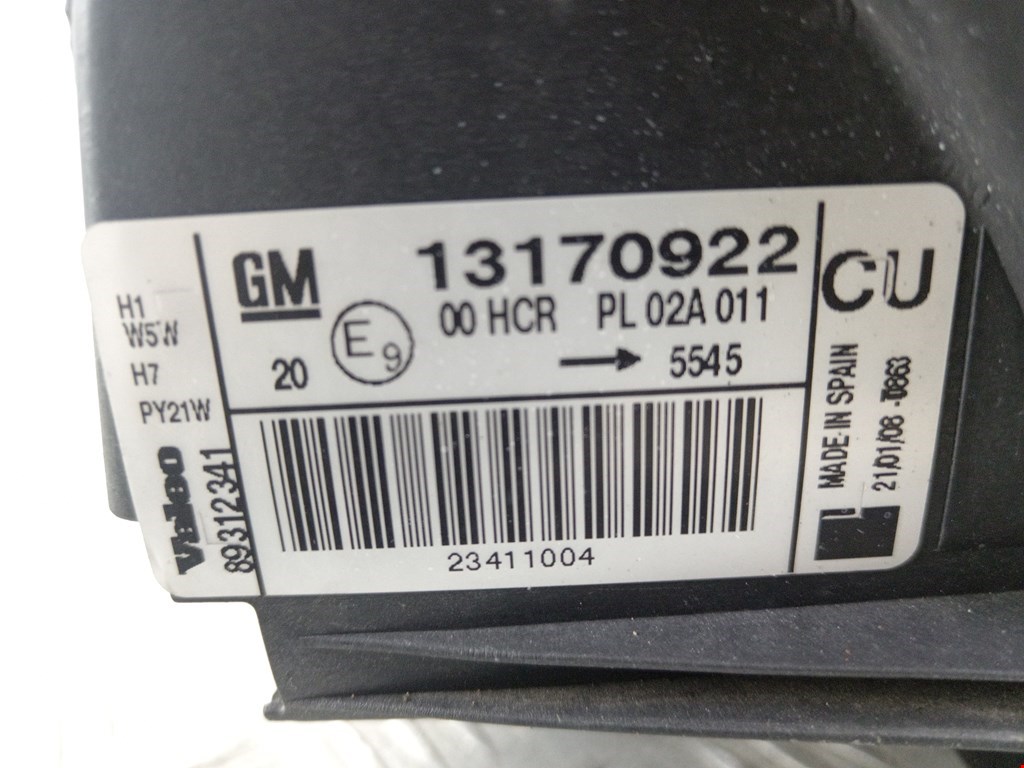 H1
W5W
H7
PY21W
Valeo
89312341
GM 13170922
00 HCR PL 02A 011
20 E9 → 5545
23411004
CU
MADE IN SPAIN
21/01/08 -0863
L